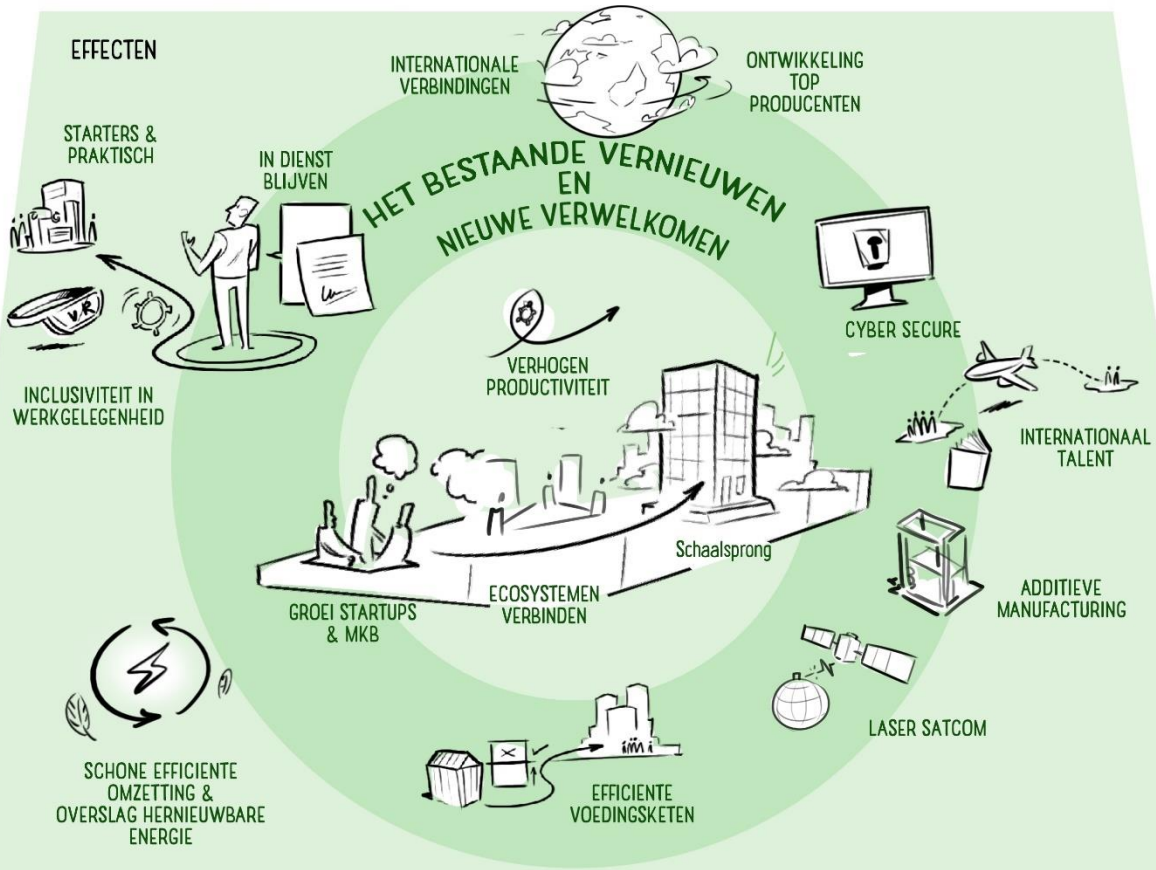 EFFECTEN
INTERNATIONALE
VERBINDINGEN
ONTWIKKELING
TOP
PRODUCENTEN
STARTERS &
PRAKTISCH
IN DIENST
BLIJVEN
HET BESTAANDE VERNIEUWEN
EN
NIEUWE VERWELKOMEN
VR
INCLUSIVITEIT IN
WERKGELEGENHEID
VERHOGEN
PRODUCTIVITEIT
CYBER SECURE
INTERNATIONAAL
TALENT
Schaalsprong
GROEI STARTUPS
& MKB
ECOSYSTEMEN
VERBINDEN
ADDITIEVE
MANUFACTURING
LASER SATCOM
SCHONE EFFICIENTE
OMZETTING &
OVERSLAG HERNIEUWBARE
ENERGIE
EFFICIENTE
VOEDINGSKETEN